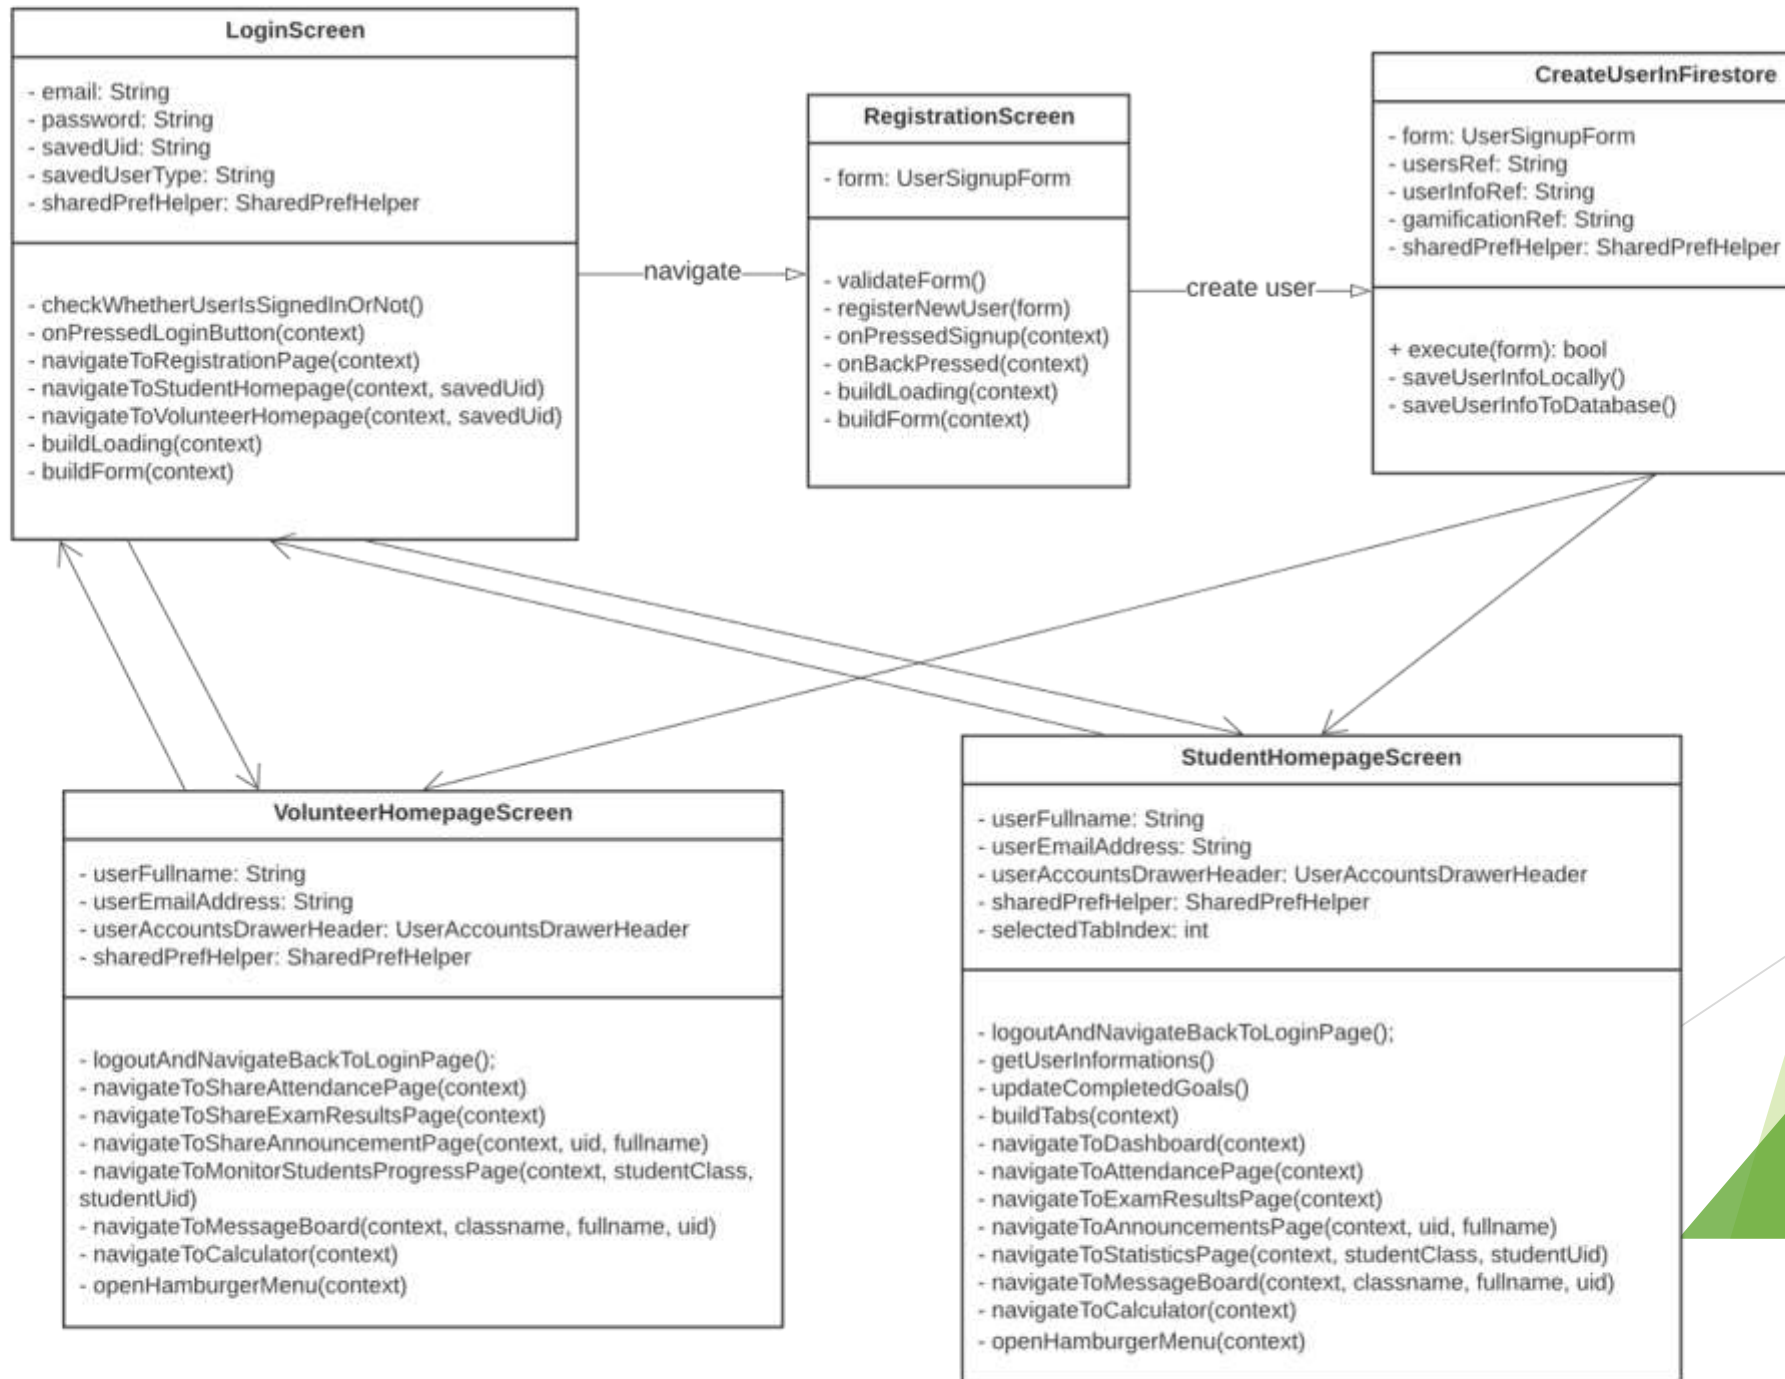 LoginScreen
- email: String
- password: String
- savedUid: String
- savedUserType: String
- sharedPrefHelper: SharedPrefHelper
- checkWhetherUserIsSignedInOrNot()
- onPressedLoginButton(context)
- navigateToRegistrationPage(context)
- navigateToStudentHomepage(context, savedUid)
- navigateToVolunteerHomepage(context, savedUid)
- buildLoading(context)
- buildForm(context)
navigate
RegistrationScreen
- form: UserSignupForm
- validateForm()
- registerNewUser(form)
- onPressedSignup(context)
- onBackPressed(context)
- buildLoading(context)
- buildForm(context)
create user
CreateUserInFirestore
- form: UserSignupForm
- usersRef: String
- userInfoRef: String
- gamificationRef: String
- sharedPrefHelper: SharedPrefHelper
+ execute(form): bool
- saveUserInfoLocally()
- saveUserInfoToDatabase()
VolunteerHomepageScreen
- userFullname: String
- userEmailAddress: String
- userAccountsDrawerHeader: UserAccountsDrawerHeader
- sharedPrefHelper: SharedPrefHelper
- logoutAndNavigateBackToLoginPage();
- navigateToShareAttendancePage(context)
- navigateToShareExamResultsPage(context)
- navigateToShareAnnouncementPage(context, uid, fullname)
- navigateToMonitorStudentsProgressPage(context, studentClass,
studentUid)
- navigateToMessageBoard(context, classname, fullname, uid)
- navigateToCalculator(context)
- openHamburgerMenu(context)
StudentHomepageScreen
- userFullname: String
- userEmailAddress: String
- userAccountsDrawerHeader: UserAccountsDrawerHeader
- sharedPrefHelper: SharedPrefHelper
- selectedTabIndex: int
- logoutAndNavigateBackToLoginPage();
- getUserInformations()
- updateCompletedGoals()
- buildTabs(context)
- navigateToDashboard(context)
- navigateToAttendancePage(context)
- navigateToExamResultsPage(context)
- navigateToAnnouncementsPage(context, uid, fullname)
- navigateToStatisticsPage(context, studentClass, studentUid)
- navigateToMessageBoard(context, classname, fullname, uid)
- navigateToCalculator(context)
- openHamburgerMenu(context)